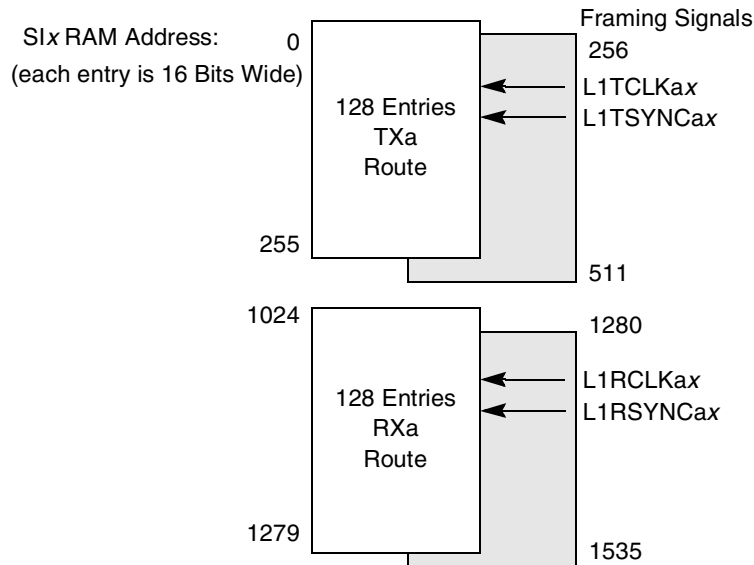 Framing Signals
SIx RAM Address:
0
256
(each entry is 16 Bits Wide)
L1TCLKax
128 Entries
TXa
Route
L1TSYNCax
255
511
1024
1280
L1RCLKax
128 Entries
RXa
Route
L1RSYNCax
1279
1535